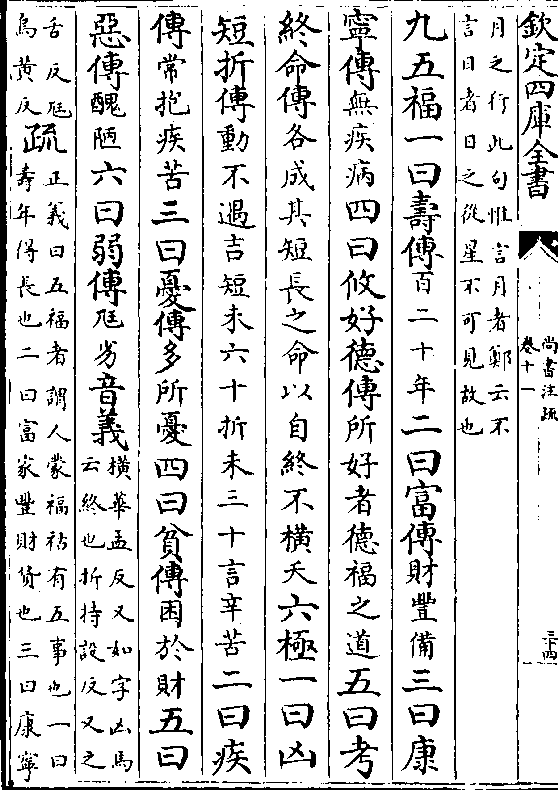 欽定四庫全書
尚書注疏
卷十一
三十四
月之行此句惟言月者鄭云不
言日者日之從星不可見故也
九五福一曰壽傳百二十年二曰富傳財豐備三曰康
寧傳無疾病四曰攸好德傳所好者德福之道五曰考
終命傳各成其短長之命以自終不橫夭六極一曰凶
短折傳動不遇吉短未六十折未三十言辛苦二曰疾
傳常抱疾苦三曰憂傳多所憂四曰貧傳困於財五曰
惡傳醜陋六曰弱傳尫劣音義橫華孟反又如字凶馬
云終也折持設反又之
舌反尫
烏黄反疏正義曰五福者謂人蒙福祜有五事也一曰
壽年得長也二曰富家豐財貨也三曰康寧